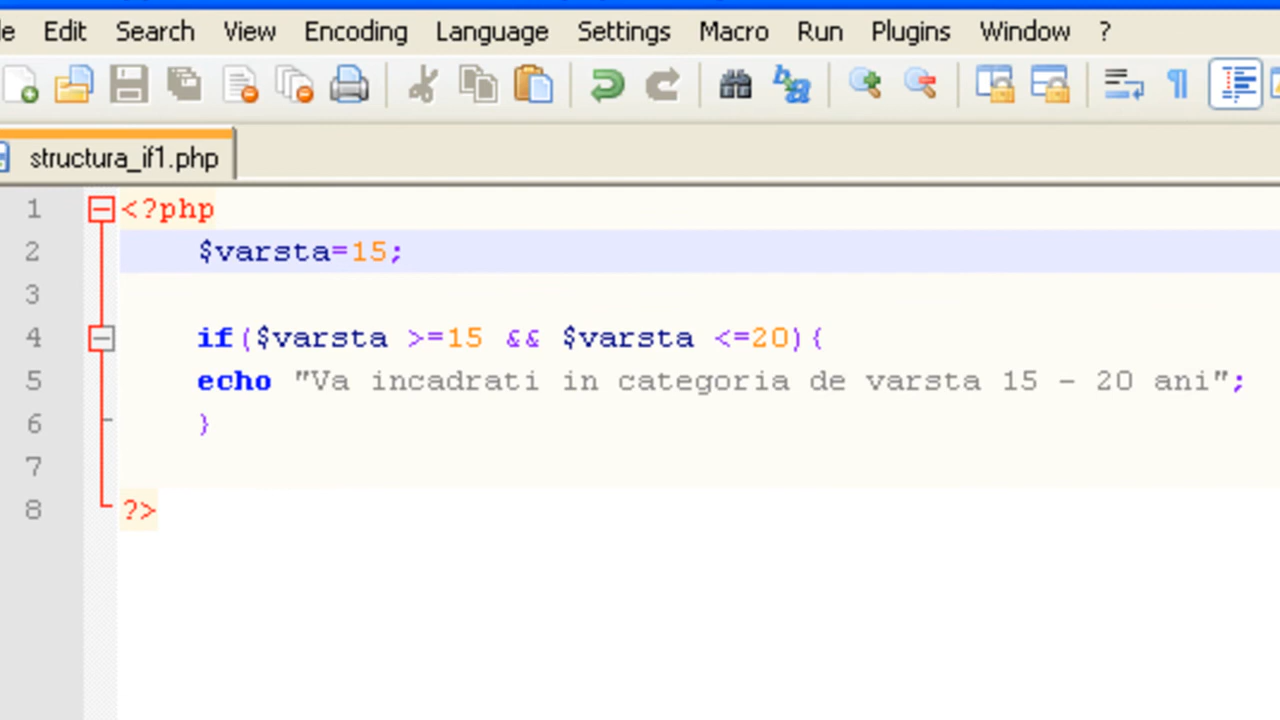 Edit Search View Encoding Language Settings Macro Run Plugins Window ?
structura_if1.php
1 <?php
2 $varsta=15;
3
4 if($varsta >=15 && $varsta <=20){
5 echo "Va incadrati in categoria de varsta 15 - 20 ani";
6 }
7
8 ?>